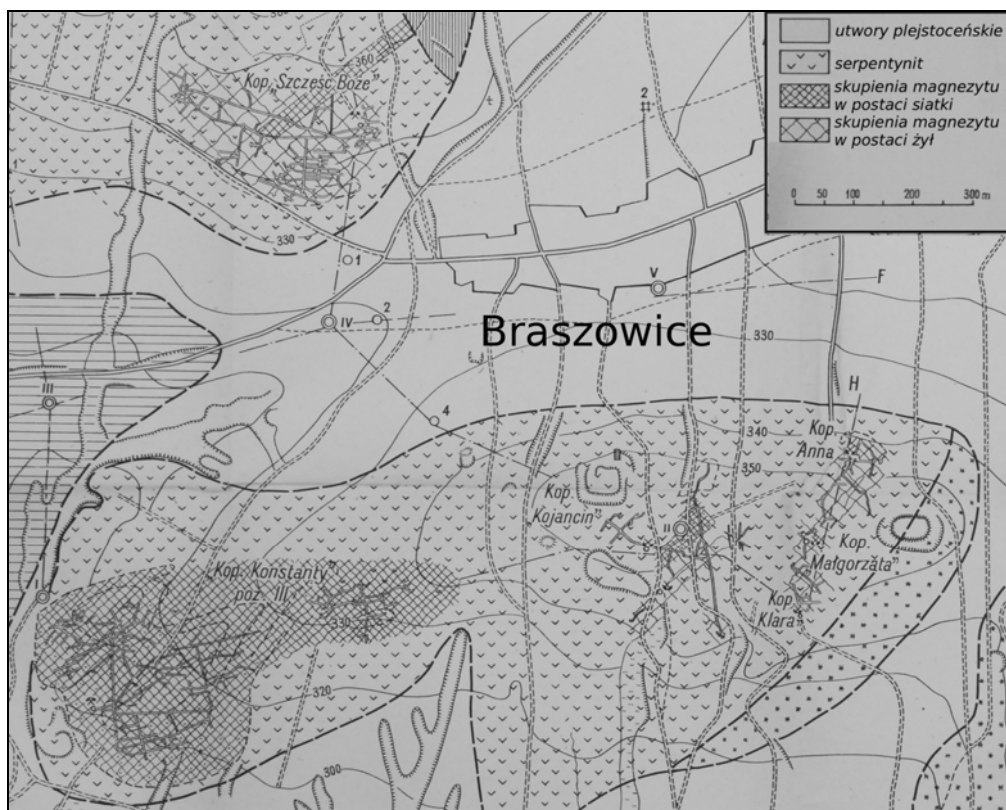 utwory plejstoceńskie
serpentynit
skupienia magnezytu
w postaci siatki
skupienia magnezytu
w postaci żył
0 50 100 200 300 m
300
360
Kop. „Szczęść Boże”
2
1
330
1
V
F
IV
2
Braszowice
330
III
H
4
Kop.
Anna
340
350
Kop.
„Kojancin”
II
K
Kop.
Małgorzata”
„Kop. Konstanty”
poz. III
Kop.
Klara”
330
320
300